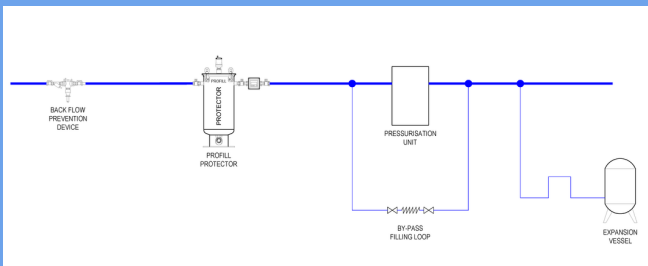 BACK FLOW
PREVENTION
DEVICE
PROFILL
PROTECTOR
PROFILL
PROTECTOR
PRESSURISATION
UNIT
BY-PASS
FILLING LOOP
EXPANSION
VESSEL